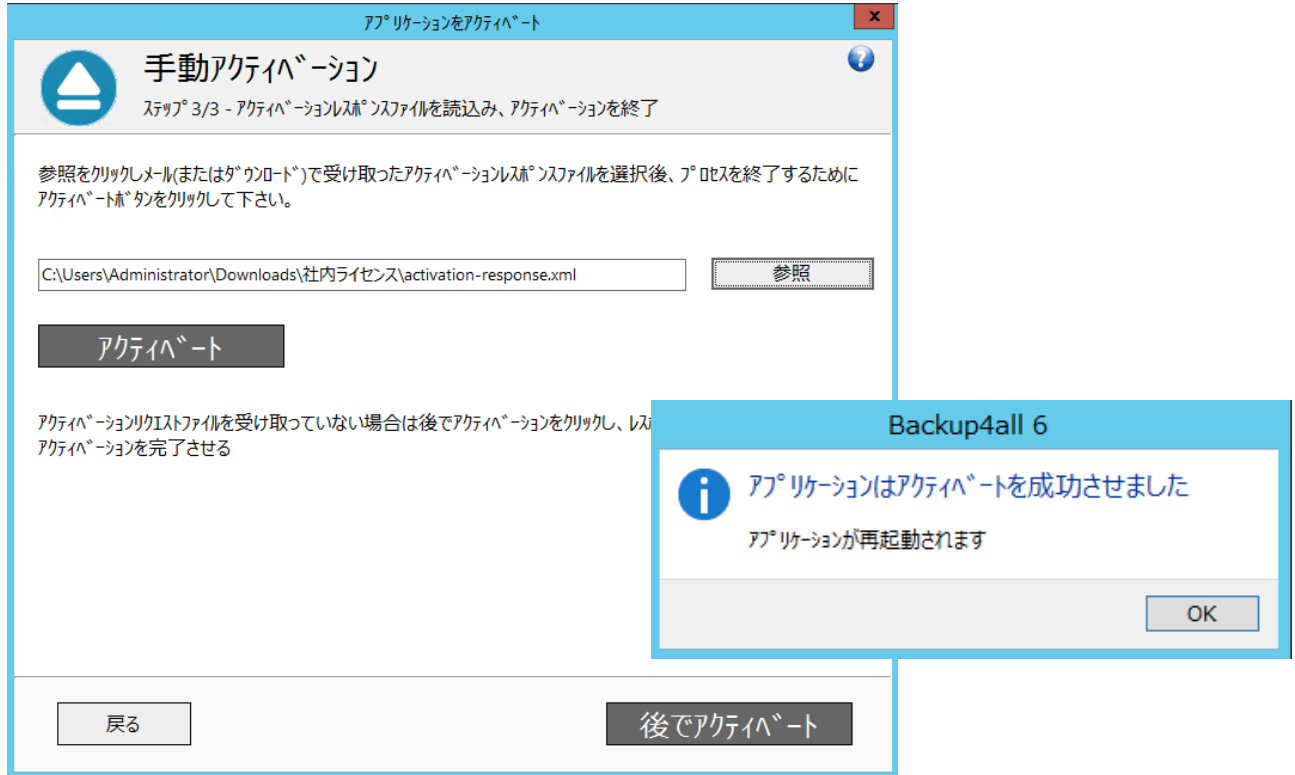 アプリケーションをアクティベート
x
手動アクティベーション
?
ステップ 3/3 - アクティベーションレスポンスファイルを読込み、アクティベーションを終了
参照をクリックしメール(またはダウンロード)で受け取ったアクティベーションレスポンスファイルを選択後、プロセスを終了するために
アクティベートボタンをクリックして下さい。
C:\Users\Administrator\Downloads\社内ライセンス\activation-response.xml
参照
アクティベート
アクティベーションリクエストファイルを受け取っていない場合は後でアクティベーションをクリックし、レスポ
アクティベーションを完了させる
Backup4all 6
i
アプリケーションはアクティベートを成功させました
アプリケーションが再起動されます
OK
戻る
後でアクティベート